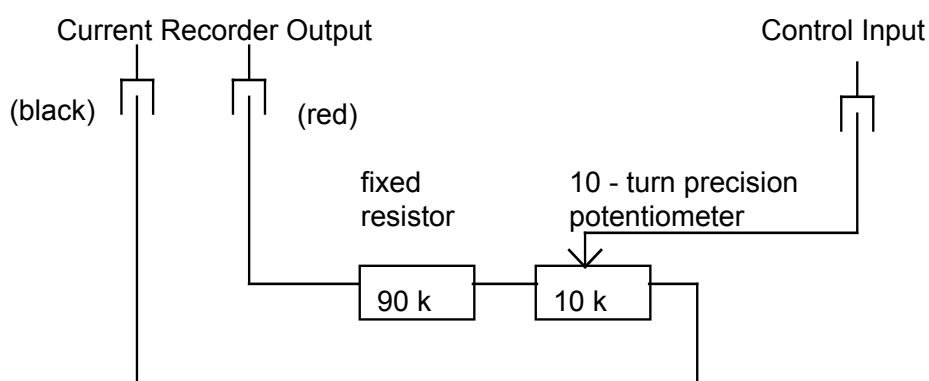 Current Recorder Output
Control Input
(black)
(red)
fixed
resistor
10 - turn precision
potentiometer
90 k
10 k